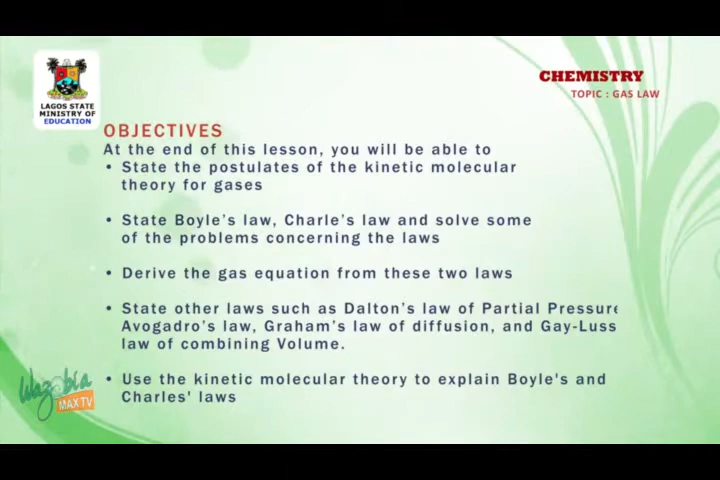 LAGOS STATE
MINISTRY OF
EDUCATION
CHEMISTRY
TOPIC : GAS LAW
OBJECTIVES
At the end of this lesson, you will be able to
• State the postulates of the kinetic molecular
theory for gases
• State Boyle's law, Charle's law and solve some
of the problems concerning the laws
• Derive the gas equation from these two laws
• State other laws such as Dalton's law of Partial Pressure
Avogadro's law, Graham's law of diffusion, and Gay-Luss
law of combining Volume.
• Use the kinetic molecular theory to explain Boyle's and
Charles' laws
Wazobia
MAX TV